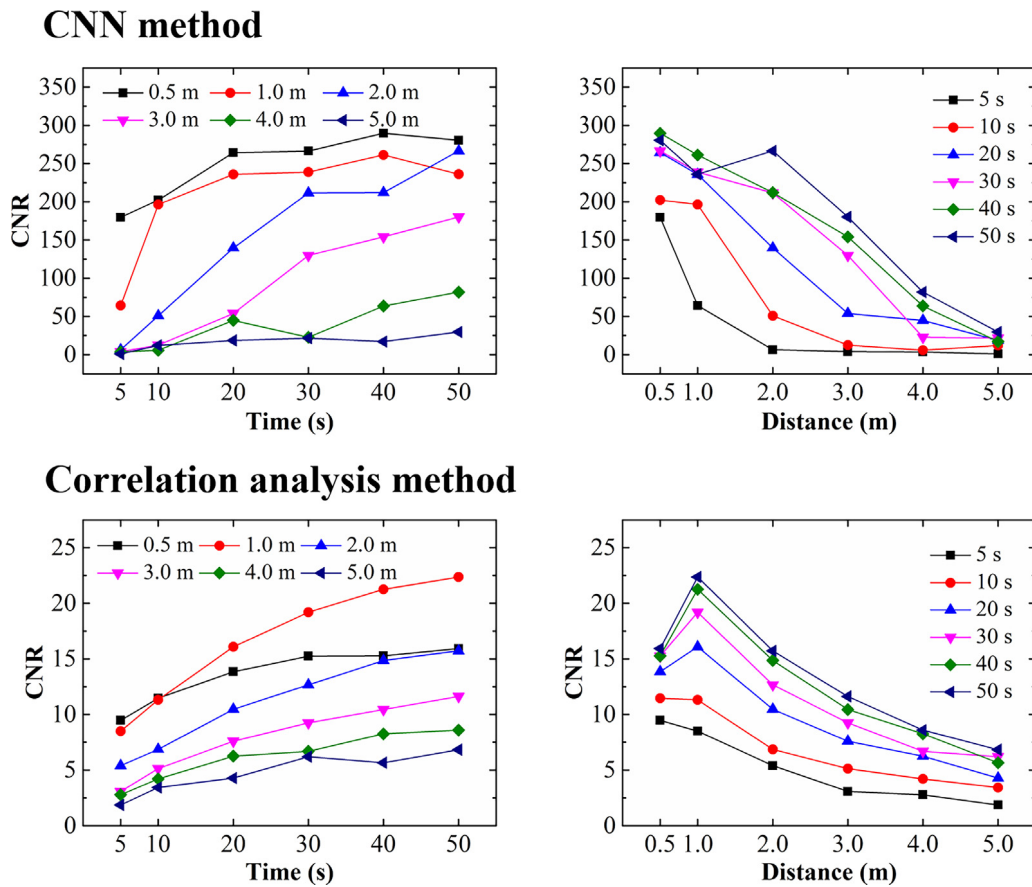 CNN method
350
300
250
200
150
100
50
0
CNR
0.5 m 1.0 m 2.0 m
3.0 m 4.0 m 5.0 m
5 10 20 30 40 50
Time (s)
350
300
250
200
150
100
50
0
5 s
10 s
20 s
30 s
40 s
50 s
0.5 1.0 2.0 3.0 4.0 5.0
Distance (m)
Correlation analysis method
25
20
15
10
5
0
CNR
0.5 m 1.0 m 2.0 m
3.0 m 4.0 m 5.0 m
5 10 20 30 40 50
Time (s)
25
20
15
10
5
0
CNR
5 s
10 s
20 s
30 s
40 s
50 s
0.5 1.0 2.0 3.0 4.0 5.0
Distance (m)